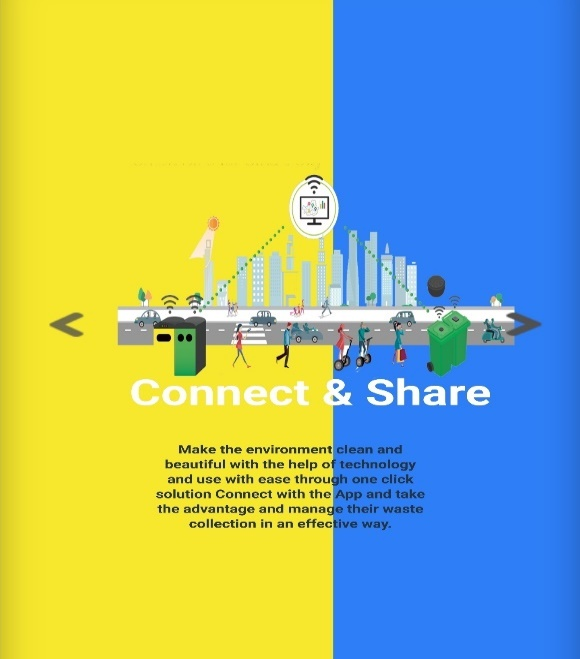 Connect & Share
Make the environment clean and
beautiful with the help of technology
and use with ease through one click
solution Connect with the App and take
the advantage and manage their waste
collection in an effective way.